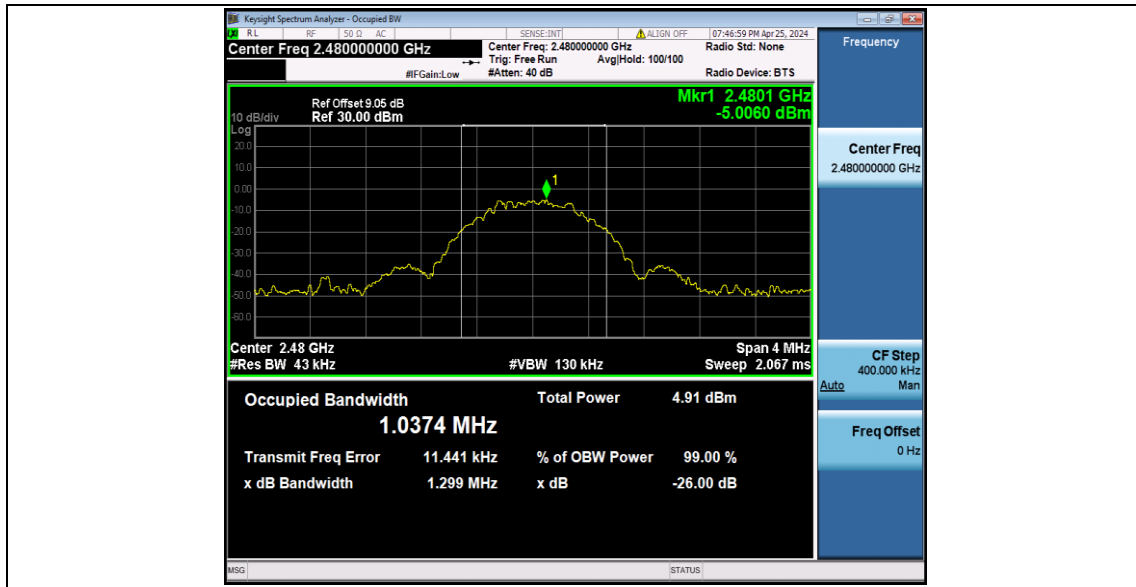 Keysight Spectrum Analyzer - Occupied BW
RL RF 50 Ω AC SENSE:INT ALIGN OFF 07:46:59 PM Apr 25, 2024
Center Freq 2.480000000 GHz
Center Freq: 2.480000000 GHz
Radio Std: None
Trig: Free Run Avg|Hold: 100/100
#IFGain:Low #Atten: 40 dB Radio Device: BTS
Frequency
Mkr1 2.4801 GHz
-5.0060 dBm
Ref Offset 9.05 dB
10 dB/div Ref 30.00 dBm
Log
20.0
10.0
0.00
-10.0
-20.0
-30.0
-40.0
-50.0
-60.0
1
Center 2.48 GHz Span 4 MHz
#Res BW 43 kHz #VBW 130 kHz Sweep 2.067 ms
Occupied Bandwidth Total Power 4.91 dBm
1.0374 MHz
Transmit Freq Error 11.441 kHz % of OBW Power 99.00 %
x dB Bandwidth 1.299 MHz x dB -26.00 dB
Center Freq
2.480000000 GHz
CF Step
400.000 kHz
Auto Man
Freq Offset
0 Hz
MSG STATUS